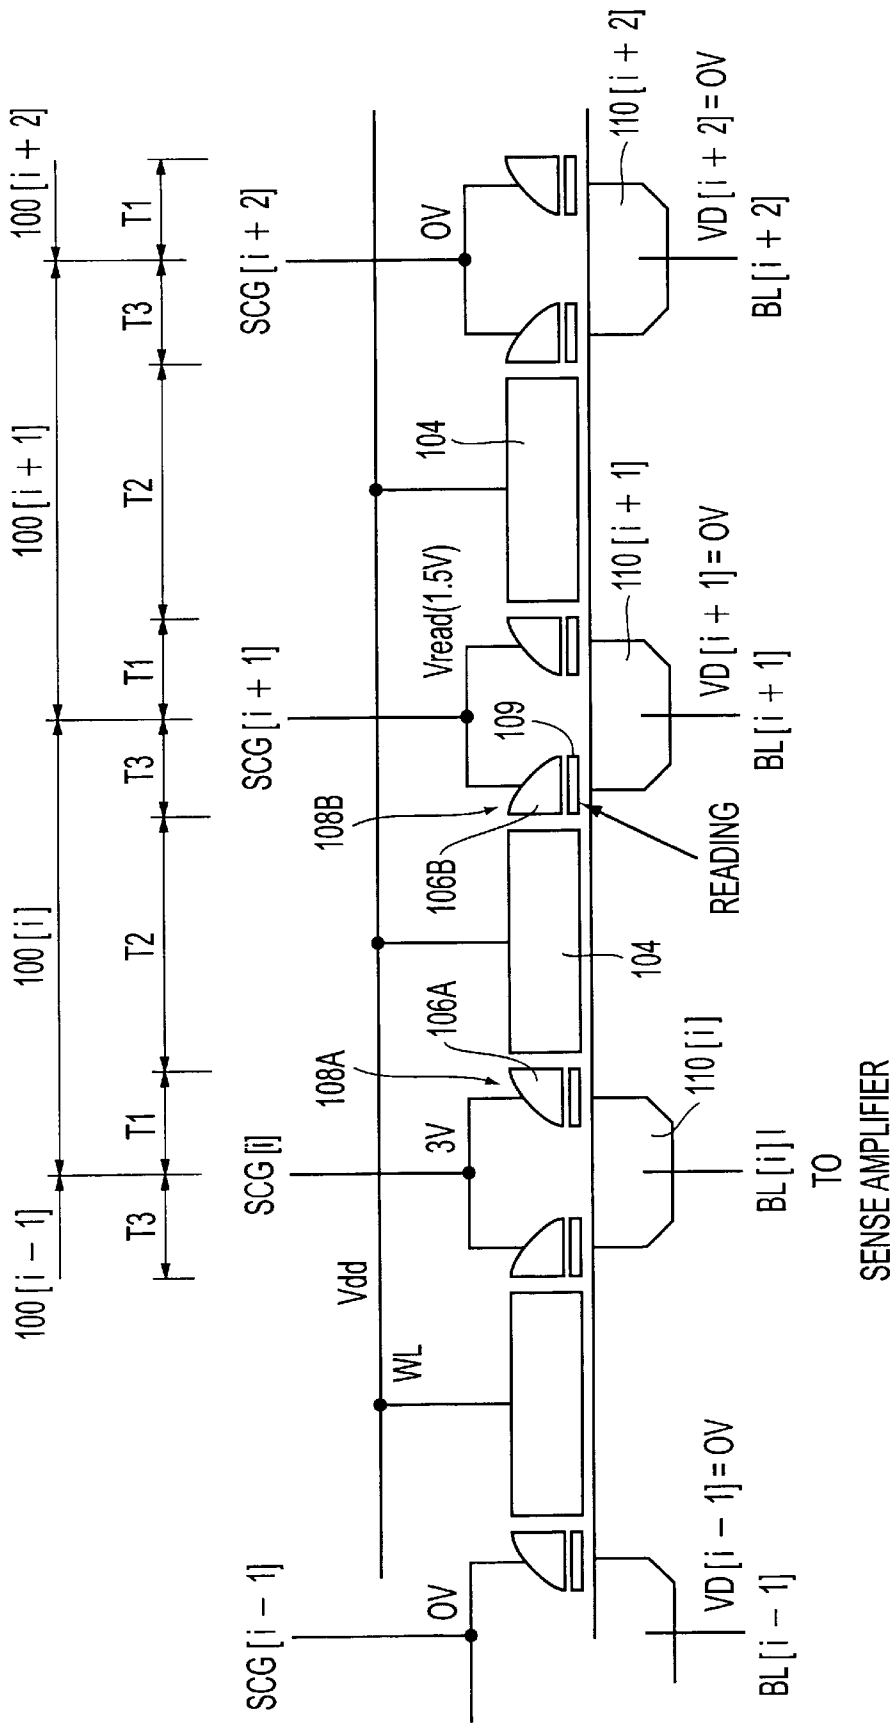 100 [i − 1]
100 [i]
100 [i + 1]
100 [i + 2]
T3
T1
T2
T3
T1
T2
T3
T1
SCG [i − 1]
SCG [i]
SCG [i + 1]
SCG [i + 2]
Vdd
WL
0V
3V
Vread(1.5V)
0V
108A
106A
108B
106B
109
104
104
READING
110 [i]
110 [i + 1]
110 [i + 2]
VD [i − 1] = 0V
VD [i + 1] = 0V
VD [i + 2] = 0V
BL [i − 1]
BL [i] l
BL [i + 1]
BL [i + 2]
TO
SENSE AMPLIFIER